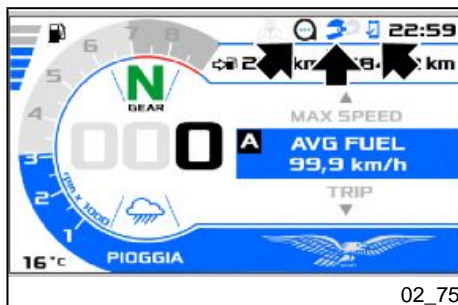 22:59
8
7
6
5
4
3
2
1
rpm x 1000
N
GEAR
km
km
000
MAX SPEED
A
AVG FUEL
99,9 km/h
TRIP
16°C
PIOGGIA
02_75